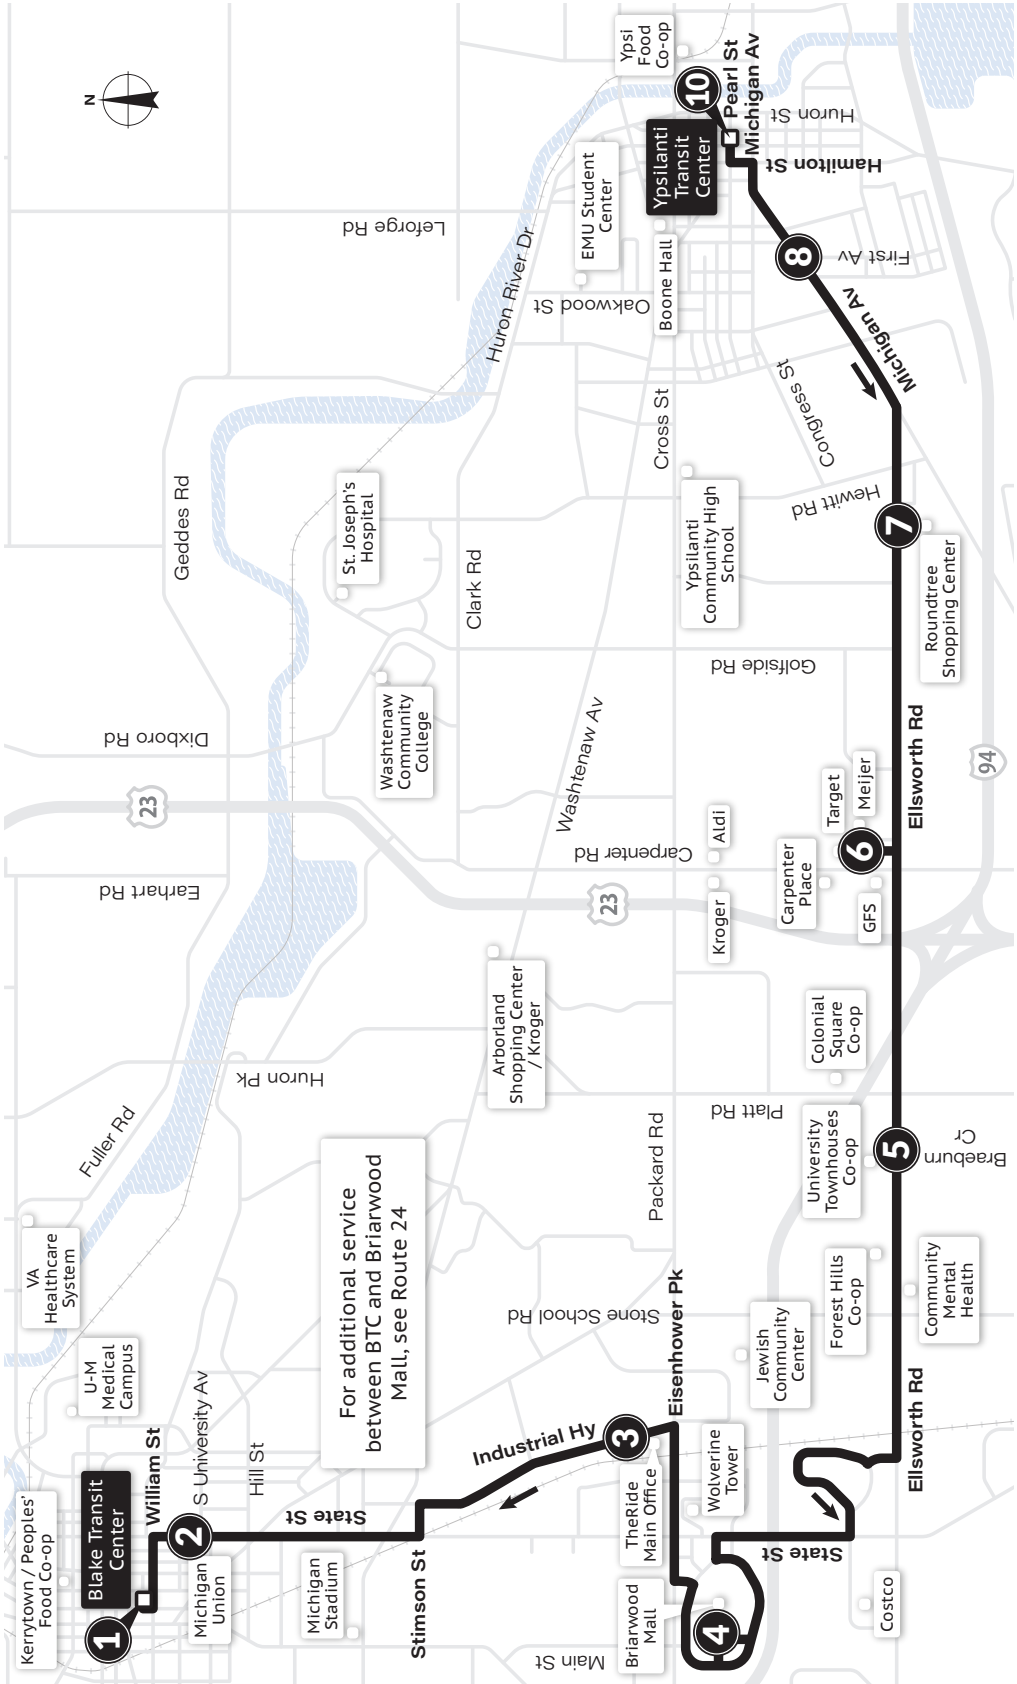 N
Kerrytown / Peoples'
Food Co-op
Blake Transit
Center
1
William St
2
Michigan
Union
U-M
Medical
Campus
VA
Healthcare
System
Fuller Rd
S University Av
Hill St
State St
Michigan
Stadium
Stimson St
Main St
Industrial Hy
3
TheRide
Main Office
Eisenhower Pk
Briarwood
Mall
4
Wolverine
Tower
State St
Costco
For additional service
between BTC and Briarwood
Mall, see Route 24
Huron Pk
Stone School Rd
Packard Rd
Platt Rd
Jewish
Community
Center
Forest Hills
Co-op
Community
Mental
Health
Ellsworth Rd
University
Townhouses
Co-op
5
Braeburn
Cr
Colonial
Square
Co-op
Arborland
Shopping Center
/ Kroger
Earhart Rd
23
Dixboro Rd
Geddes Rd
Washtenaw
Community
College
St. Joseph's
Hospital
Clark Rd
Washtenaw Av
23
Carpenter Rd
Kroger
Aldi
Carpenter
Place
GFS
Target
Meijer
6
Ellsworth Rd
94
Golfside Rd
Roundtree
Shopping Center
7
Hewitt Rd
Ypsilanti
Community High
School
Cross St
Congress St
Michigan Av
Leforge Rd
Huron River Dr
Oakwood St
EMU Student
Center
Boone Hall
8
First Av
Ypsilanti
Transit
Center
10
Pearl St
Michigan Av
Hamilton St
Huron St
Ypsi
Food
Co-op